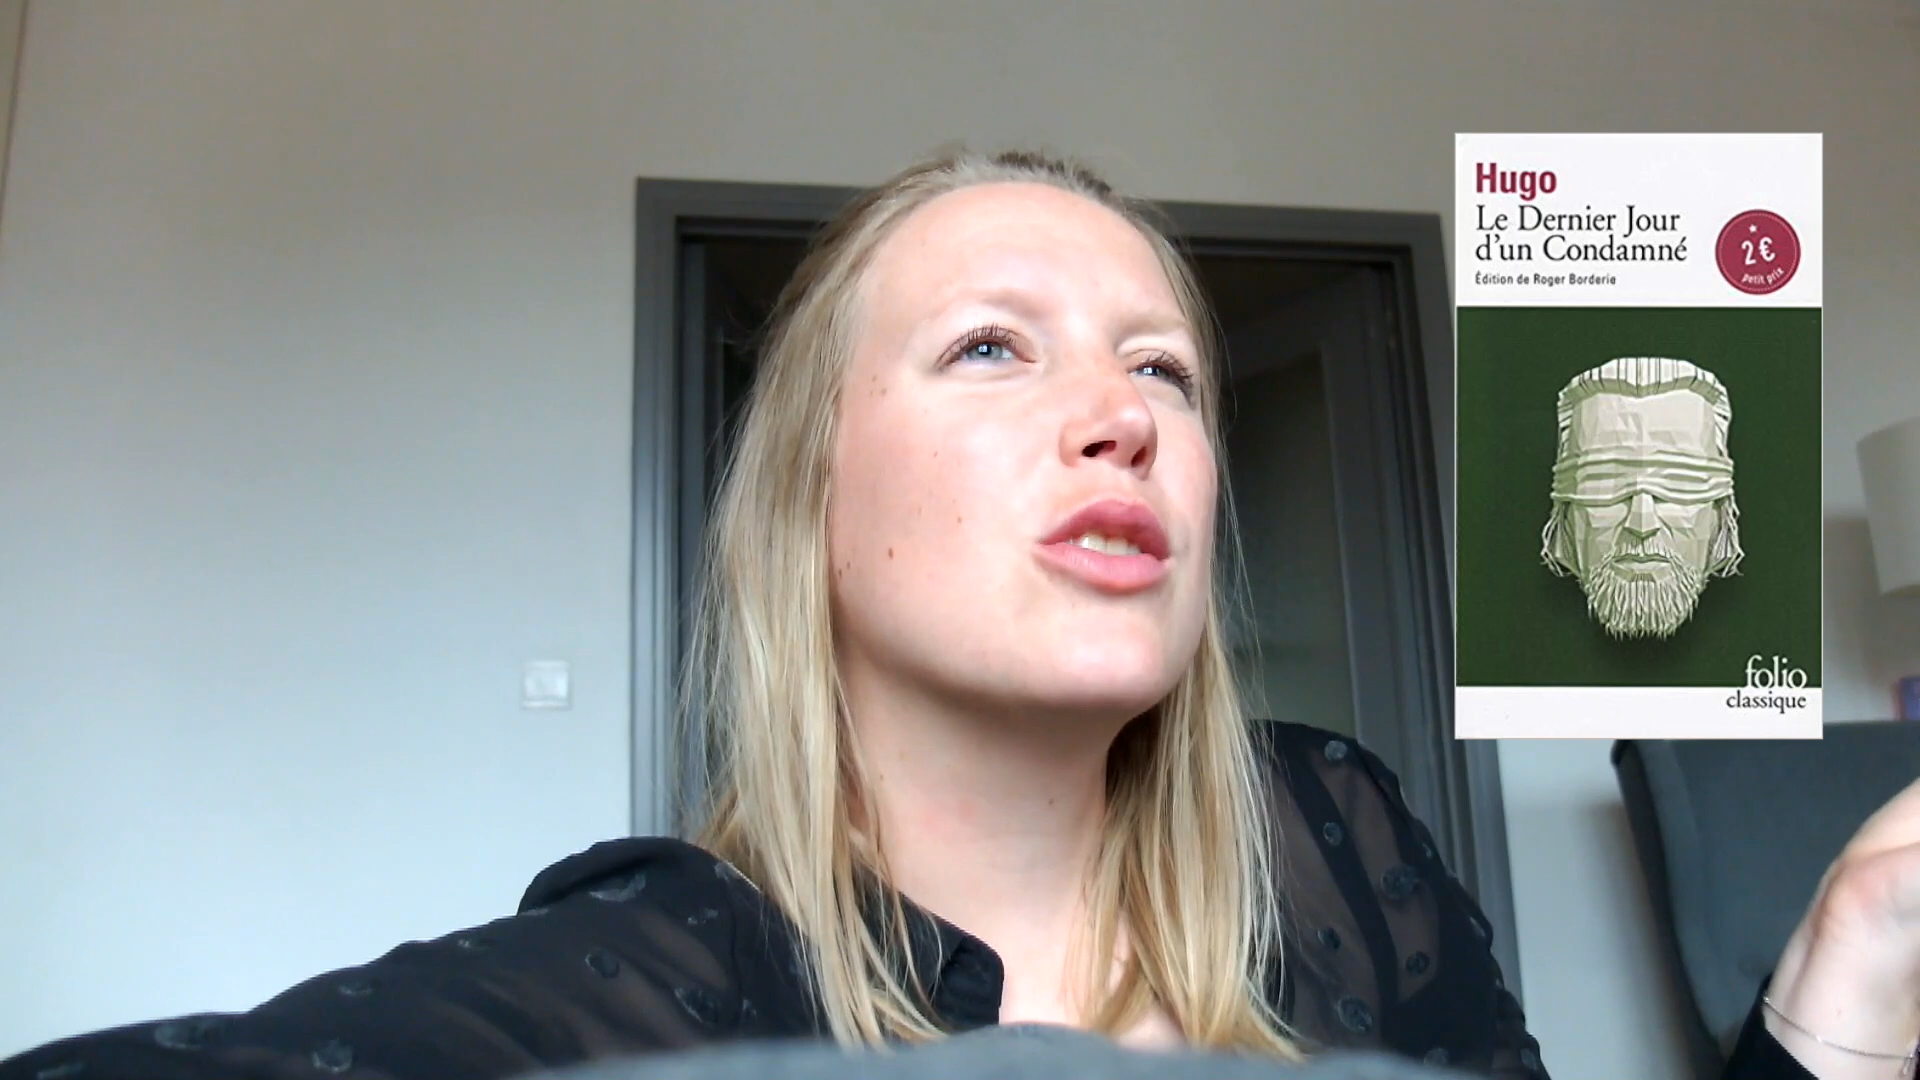 Hugo
Le Dernier Jour
d'un Condamné
Édition de Roger Borderie
2 €
petit prix
folio
classique